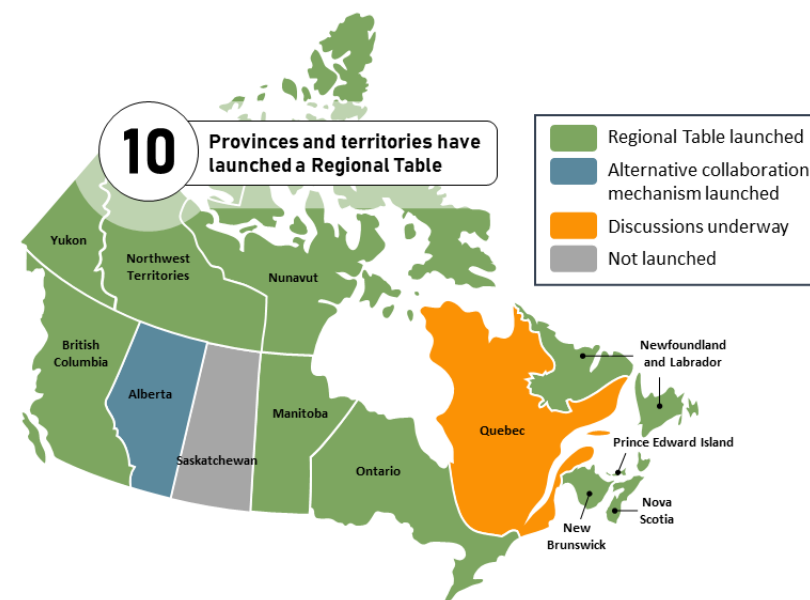 10
Provinces and territories have
launched a Regional Table
Regional Table launched
Alternative collaboration
mechanism launched
Discussions underway
Not launched
Yukon
Northwest
Territories
Nunavut
British
Columbia
Alberta
Saskatchewan
Manitoba
Ontario
Quebec
Newfoundland
and Labrador
Prince Edward Island
Nova
Scotia
New
Brunswick